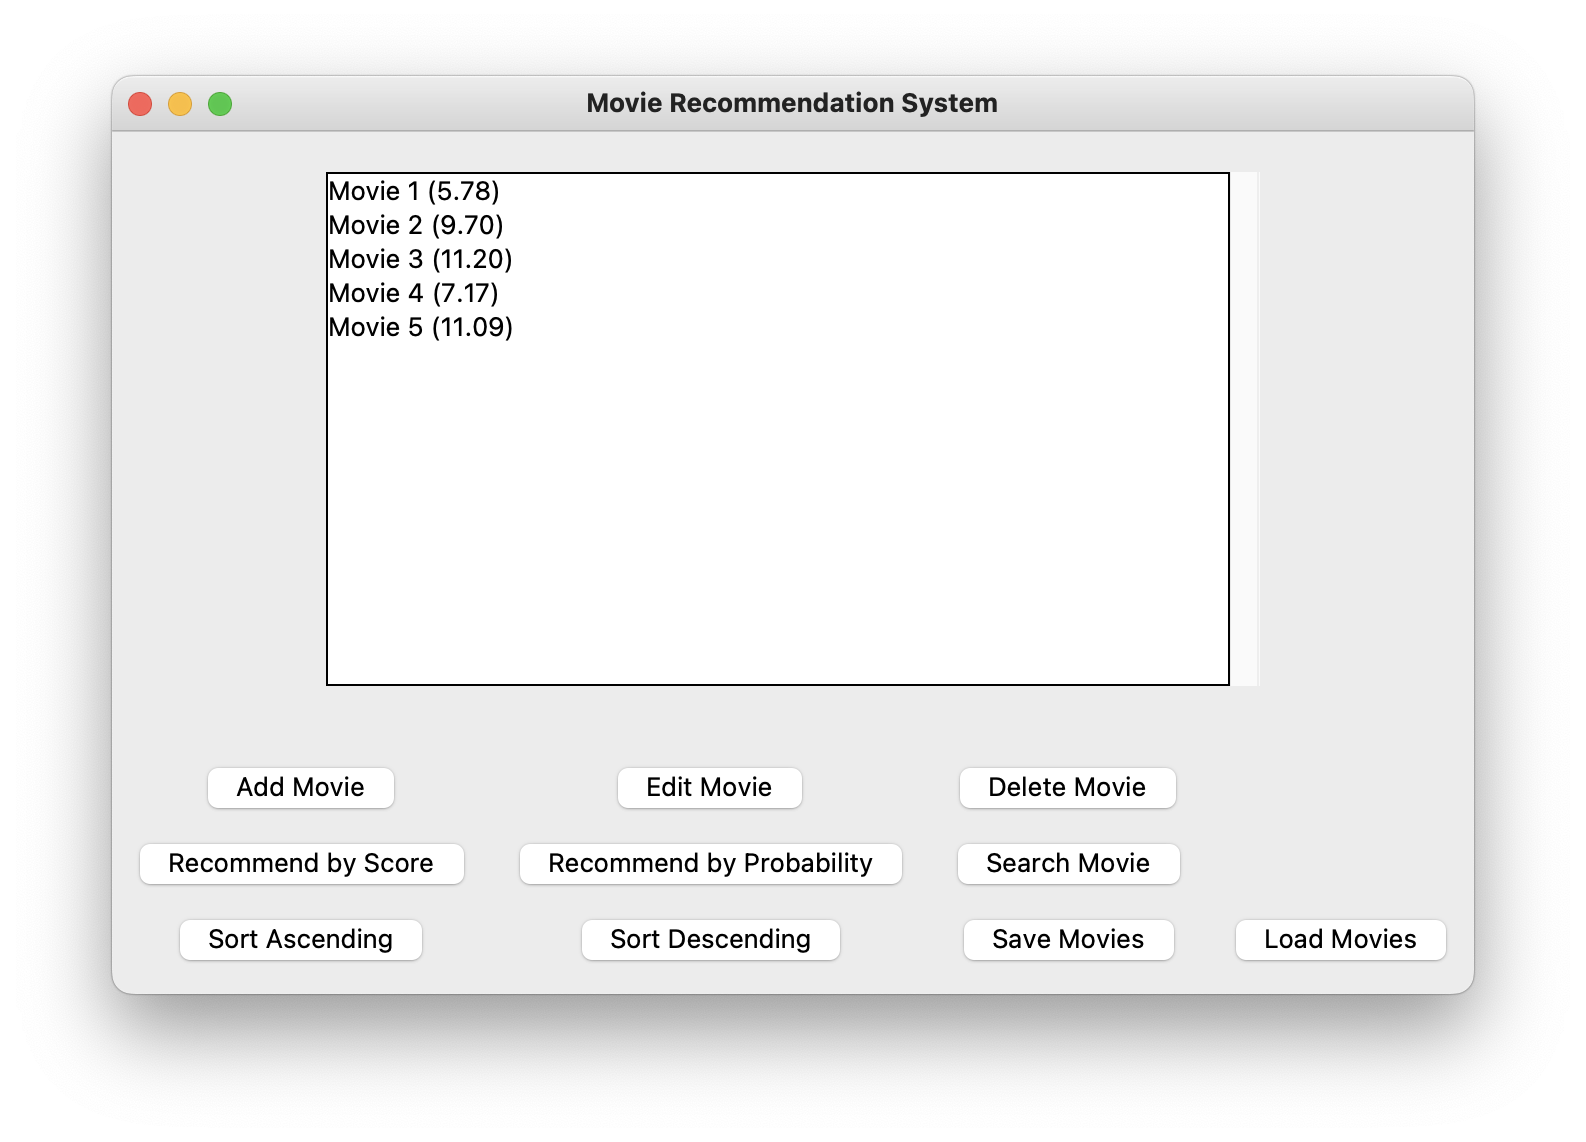 Movie Recommendation System
Movie 1 (5.78)
Movie 2 (9.70)
Movie 3 (11.20)
Movie 4 (7.17)
Movie 5 (11.09)
Add Movie Edit Movie Delete Movie
Recommend by Score Recommend by Probability Search Movie
Sort Ascending Sort Descending Save Movies Load Movies